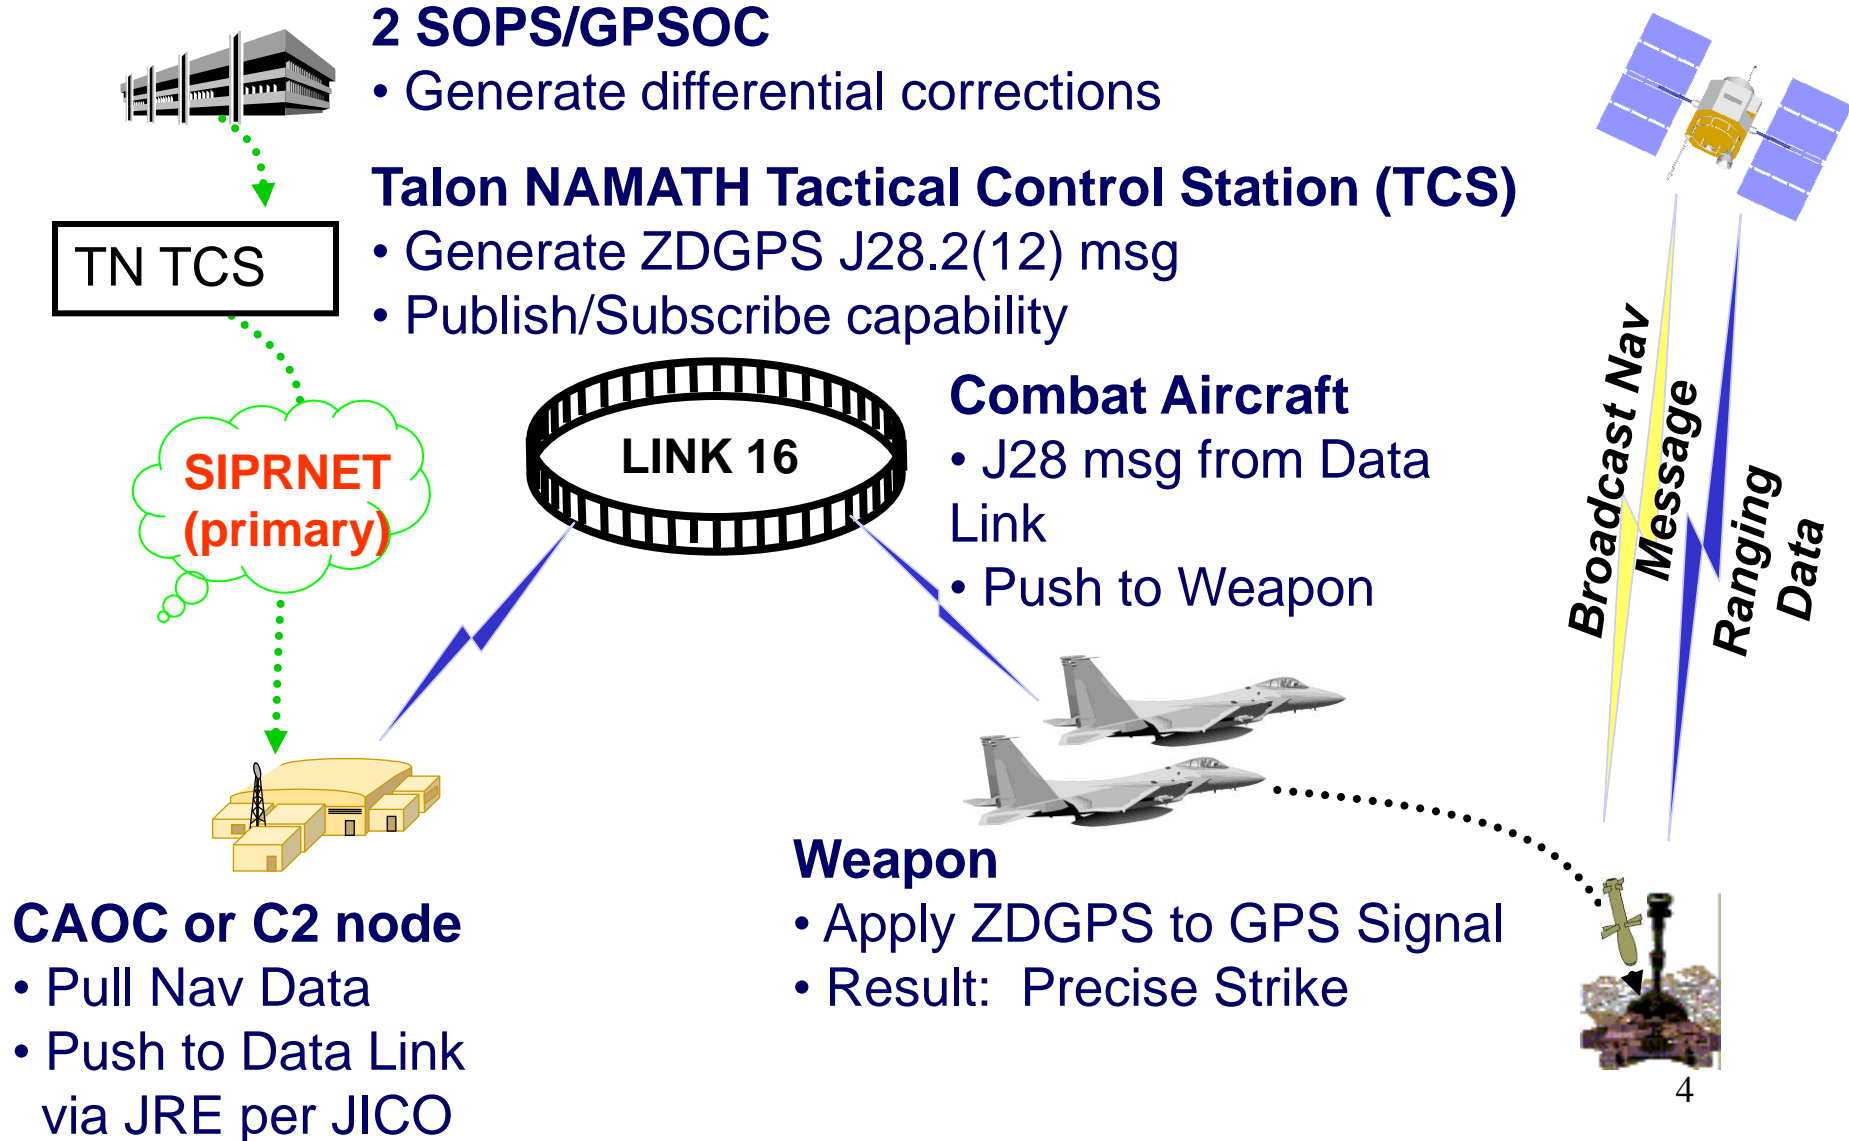 2 SOPS/GPSOC
• Generate differential corrections
Talon NAMATH Tactical Control Station (TCS)
• Generate ZDGPS J28.2(12) msg
• Publish/Subscribe capability
TN TCS
SIPRNET
(primary)
LINK 16
Combat Aircraft
• J28 msg from Data
Link
• Push to Weapon
Broadcast Nav
Message
Ranging
Data
Weapon
• Apply ZDGPS to GPS Signal
• Result:  Precise Strike
CAOC or C2 node
• Pull Nav Data
• Push to Data Link
via JRE per JICO
4